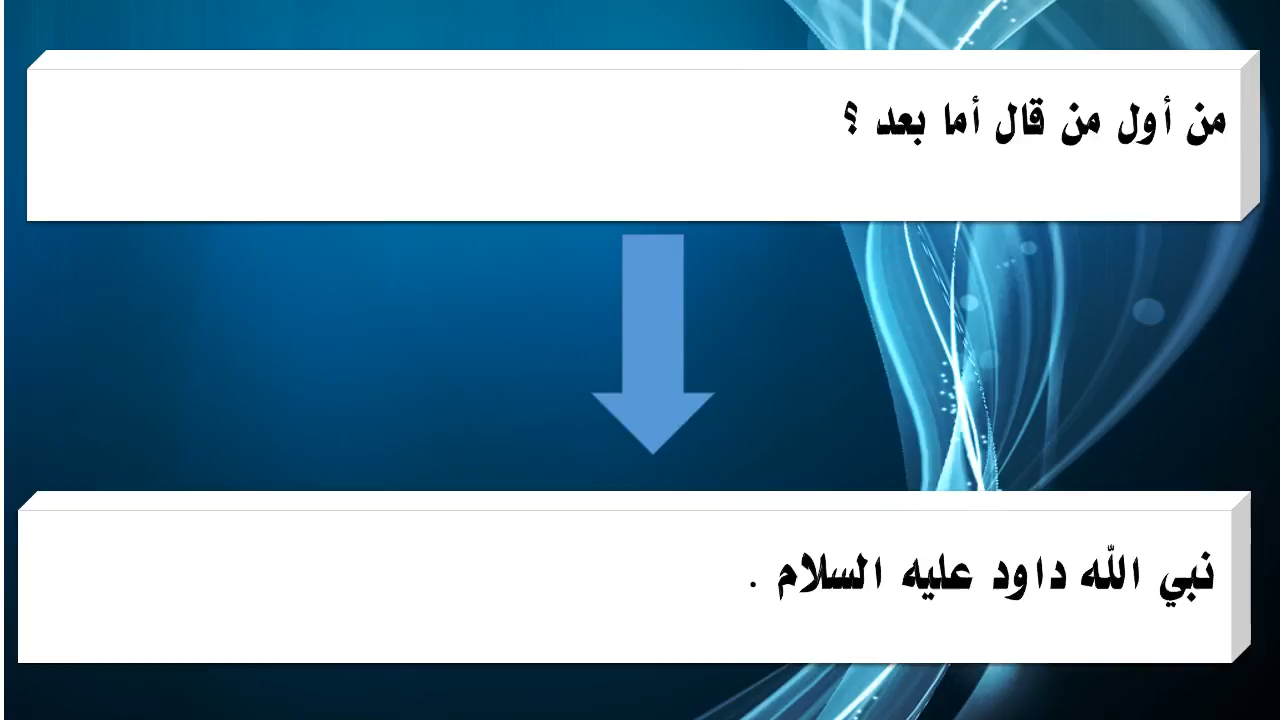 من أول من قال أما بعد ؟
نبي الله داود عليه السلام .